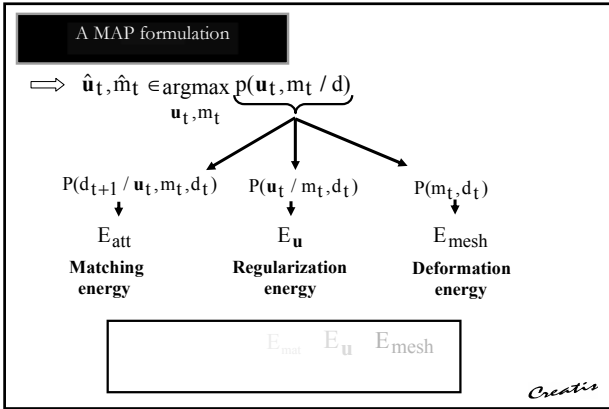 A MAP formulation
⇒ û_t, m̂_t ∈ argmax p(u_t, m_t / d)
u_t, m_t
P(d_{t+1} / u_t, m_t, d_t) P(u_t / m_t, d_t) P(m_t, d_t)
E_att E_u E_mesh
Matching Regularization Deformation
energy energy energy
E_mat E_u E_mesh
Creatis